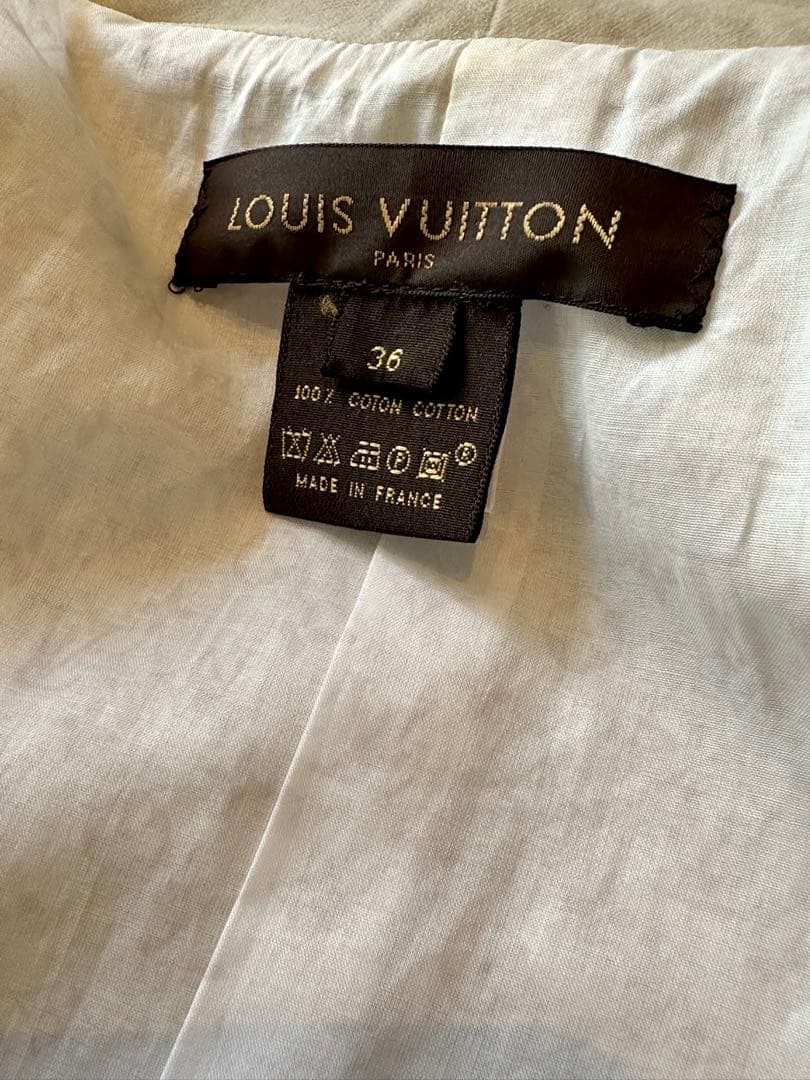 LOUIS VUITTON
PARIS
36
100% COTON COTTON
P ®
MADE IN FRANCE